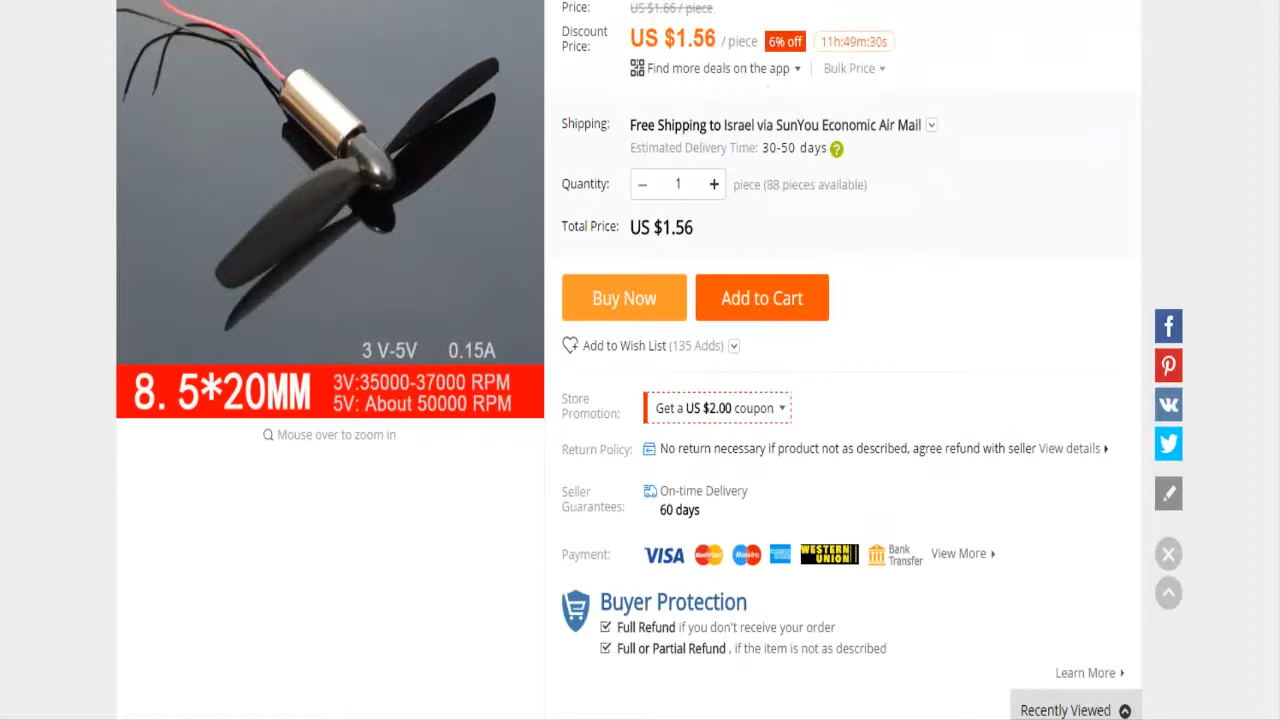 Price: US $1.66 / piece
Discount Price: US $1.56 / piece 6% off 11h:49m:30s
Find more deals on the app Bulk Price
Shipping: Free Shipping to Israel via SunYou Economic Air Mail
Estimated Delivery Time: 30-50 days ?
Quantity: – 1 + piece (88 pieces available)
Total Price: US $1.56
Buy Now Add to Cart
Add to Wish List (135 Adds)
3 V-5V 0.15A
8. 5*20MM 3V:35000-37000 RPM
5V: About 50000 RPM
Mouse over to zoom in
Store Promotion: Get a US $2.00 coupon
Return Policy: No return necessary if product not as described, agree refund with seller View details
Seller Guarantees: On-time Delivery
60 days
Payment: VISA MasterCard Maestro AMERICAN EXPRESS WESTERN UNION Bank Transfer View More
Buyer Protection
Full Refund if you don't receive your order
Full or Partial Refund , if the item is not as described
Learn More
Recently Viewed